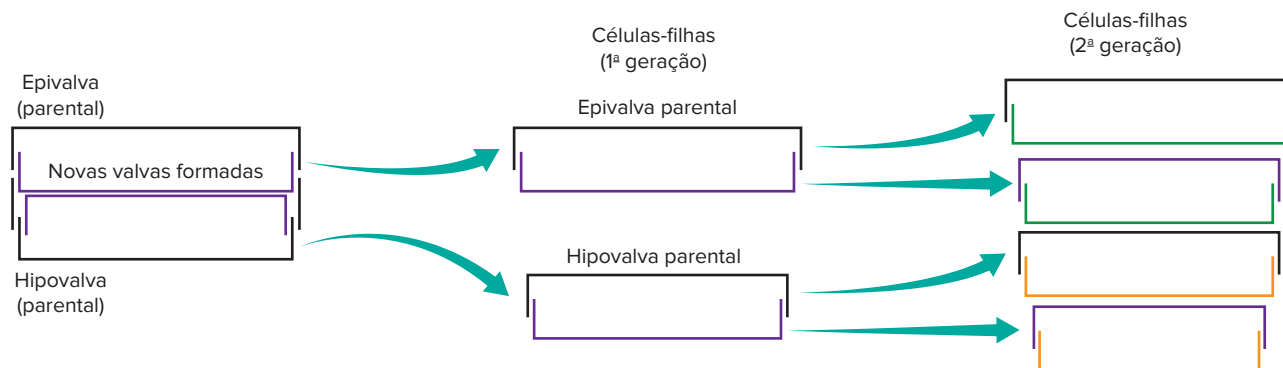 Epivalva
(parental)
Novas valvas formadas
Hipovalva
(parental)
Células-filhas
(1ª geração)
Epivalva parental
Hipovalva parental
Células-filhas
(2ª geração)